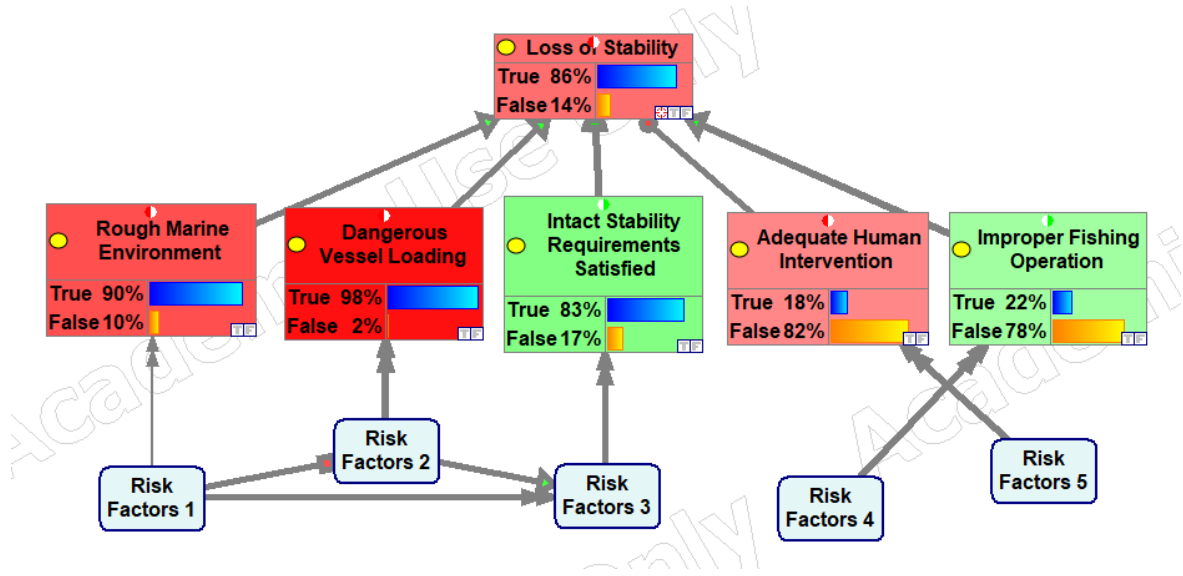 Loss of Stability
True 86%
False 14%
T F
Rough Marine
Environment
True 90%
False 10%
T F
Dangerous
Vessel Loading
True 98%
False 2%
T F
Intact Stability
Requirements
Satisfied
True 83%
False 17%
T F
Adequate Human
Intervention
True 18%
False 82%
T F
Improper Fishing
Operation
True 22%
False 78%
T F
Risk
Factors 1
Risk
Factors 2
Risk
Factors 3
Risk
Factors 4
Risk
Factors 5